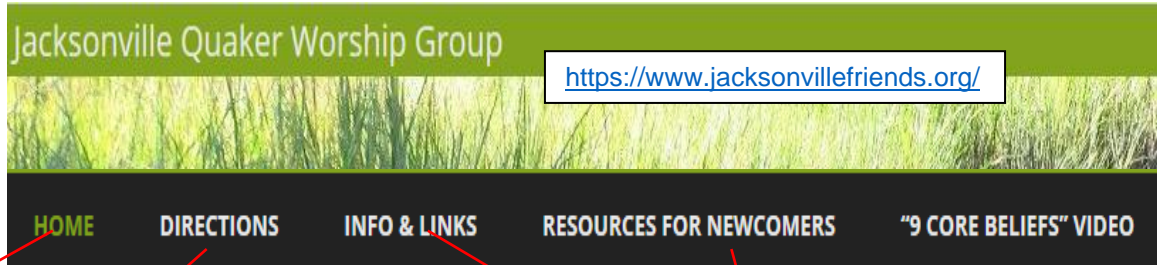 Jacksonville Quaker Worship Group
https://www.jacksonvillefriends.org/
HOME DIRECTIONS INFO & LINKS RESOURCES FOR NEWCOMERS “9 CORE BELIEFS” VIDEO